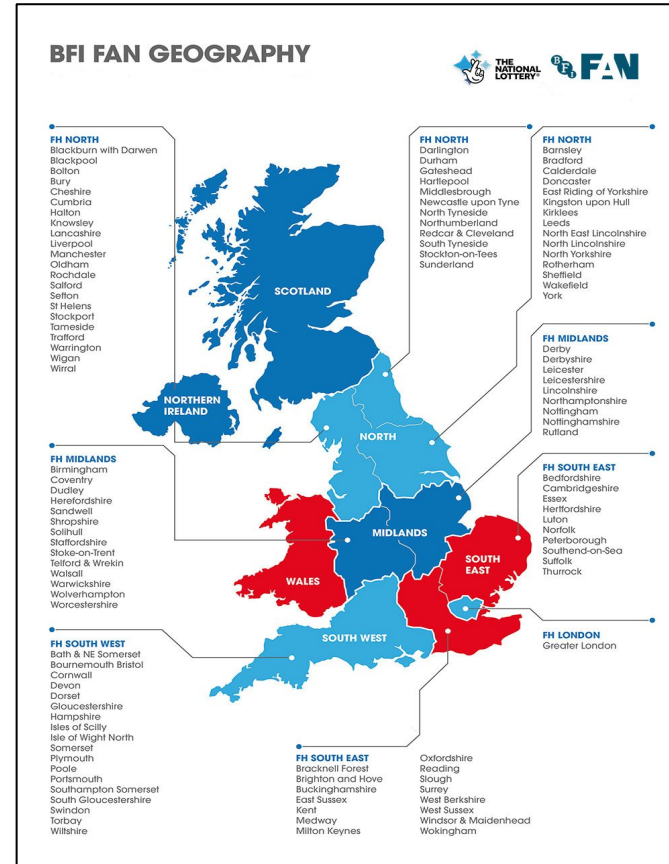 BFI FAN GEOGRAPHY
THE
NATIONAL
LOTTERY®
BFI FAN
FH NORTH
Blackburn with Darwen
Blackpool
Bolton
Bury
Cheshire
Cumbria
Halton
Knowsley
Lancashire
Liverpool
Manchester
Oldham
Rochdale
Salford
Sefton
St Helens
Stockport
Tameside
Trafford
Warrington
Wigan
Wirral
FH NORTH
Darlington
Durham
Gateshead
Hartlepool
Middlesbrough
Newcastle upon Tyne
North Tyneside
Northumberland
Redcar & Cleveland
South Tyneside
Stockton-on-Tees
Sunderland
FH NORTH
Barnsley
Bradford
Calderdale
Doncaster
East Riding of Yorkshire
Kingston upon Hull
Kirklees
Leeds
North East Lincolnshire
North Lincolnshire
North Yorkshire
Rotherham
Sheffield
Wakefield
York
SCOTLAND
NORTHERN
IRELAND
NORTH
MIDLANDS
WALES
SOUTH
EAST
SOUTH WEST
FH MIDLANDS
Derby
Derbyshire
Leicester
Leicestershire
Lincolnshire
Northamptonshire
Nottingham
Nottinghamshire
Rutland
FH MIDLANDS
Birmingham
Coventry
Dudley
Herefordshire
Sandwell
Shropshire
Solihull
Staffordshire
Stoke-on-Trent
Telford & Wrekin
Walsall
Warwickshire
Wolverhampton
Worcestershire
FH SOUTH EAST
Bedfordshire
Cambridgeshire
Essex
Hertfordshire
Luton
Norfolk
Peterborough
Southend-on-Sea
Suffolk
Thurrock
FH LONDON
Greater London
FH SOUTH WEST
Bath & NE Somerset
Bournemouth Bristol
Cornwall
Devon
Dorset
Gloucestershire
Hampshire
Isles of Scilly
Isle of Wight North
Somerset
Plymouth
Poole
Portsmouth
Southampton Somerset
South Gloucestershire
Swindon
Torbay
Wiltshire
FH SOUTH EAST
Bracknell Forest
Brighton and Hove
Buckinghamshire
East Sussex
Kent
Medway
Milton Keynes
Oxfordshire
Reading
Slough
Surrey
West Berkshire
West Sussex
Windsor & Maidenhead
Wokingham